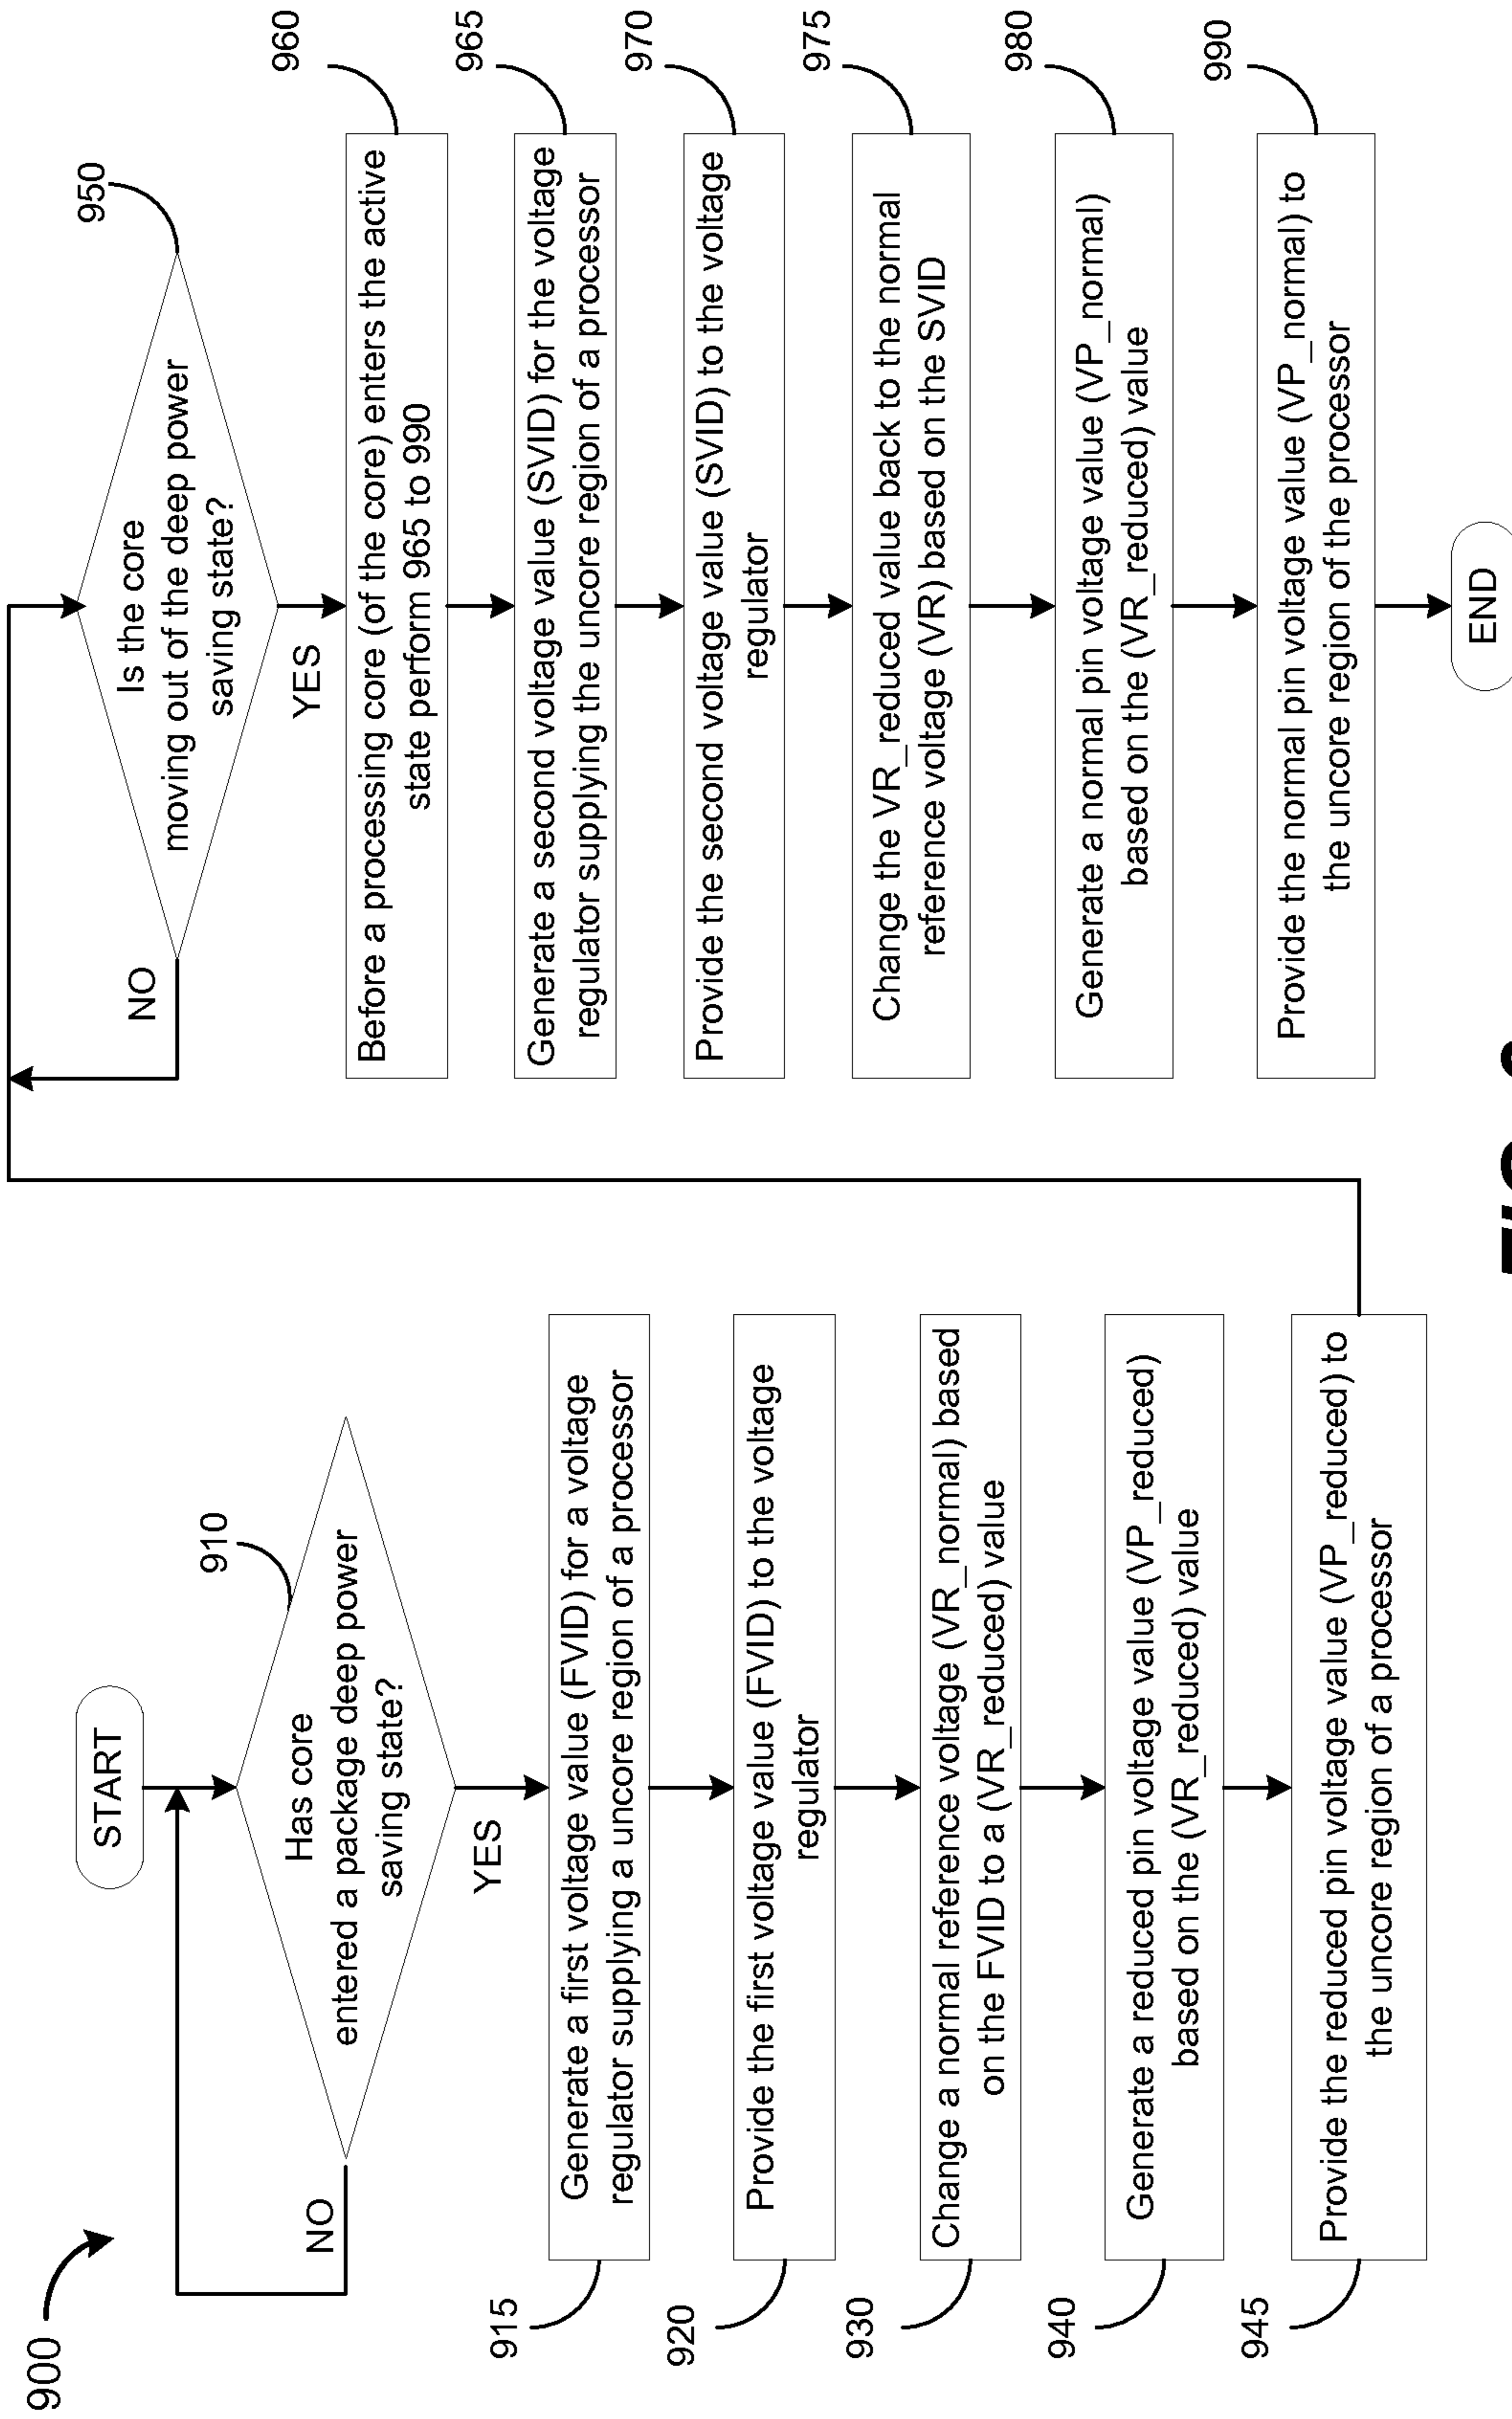 900
START
910
Has core
entered a package deep power
saving state?
NO
YES
915
Generate a first voltage value (FVID) for a voltage
regulator supplying a uncore region of a processor
920
Provide the first voltage value (FVID) to the voltage
regulator
930
Change a normal reference voltage (VR_normal) based
on the FVID to a (VR_reduced) value
940
Generate a reduced pin voltage value (VP_reduced)
based on the (VR_reduced) value
945
Provide the reduced pin voltage value (VP_reduced) to
the uncore region of a processor
950
Is the core
moving out of the deep power
saving state?
NO
YES
960
Before a processing core (of the core) enters the active
state perform 965 to 990
965
Generate a second voltage value (SVID) for the voltage
regulator supplying the uncore region of a processor
970
Provide the second voltage value (SVID) to the voltage
regulator
975
Change the VR_reduced value back to the normal
reference voltage (VR) based on the SVID
980
Generate a normal pin voltage value (VP_normal)
based on the (VR_reduced) value
990
Provide the normal pin voltage value (VP_normal) to
the uncore region of the processor
END